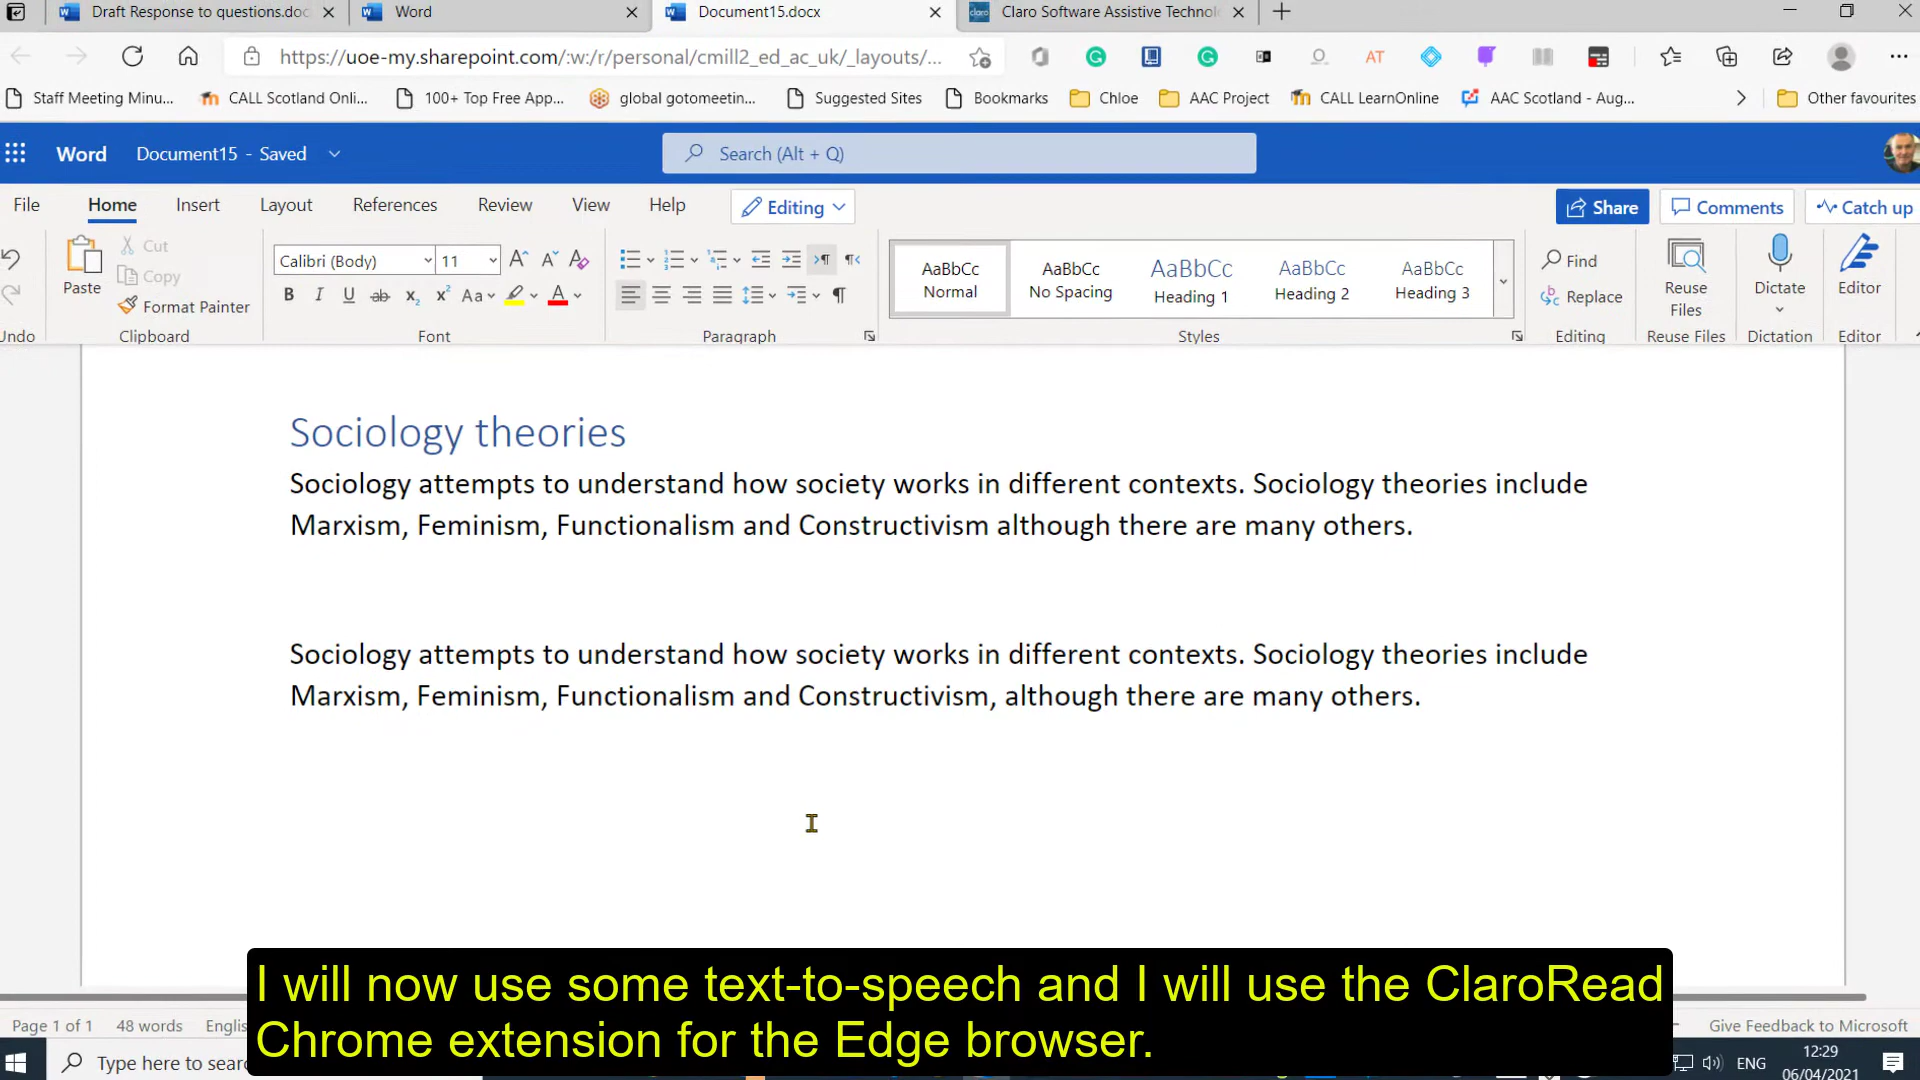 Draft Response to questions.doc
Word
Document15.docx
Claro Software Assistive Technol
https://uoe-my.sharepoint.com/:w:/r/personal/cmill2_ed_ac_uk/_layouts/...
AT
Staff Meeting Minu...
CALL Scotland Onli...
100+ Top Free App...
global gotomeetin...
Suggested Sites
Bookmarks
Chloe
AAC Project
CALL LearnOnline
AAC Scotland - Aug...
Other favourites
Word
Document15 - Saved
Search (Alt + Q)
File
Home
Insert
Layout
References
Review
View
Help
Editing
Share
Comments
Catch up
Undo
Paste
Cut
Copy
Format Painter
Clipboard
Calibri (Body)
11
Font
Paragraph
AaBbCc
Normal
AaBbCc
No Spacing
AaBbCc
Heading 1
AaBbCc
Heading 2
AaBbCc
Heading 3
Styles
Find
Replace
Editing
Reuse
Files
Reuse Files
Dictate
Dictation
Editor
Editor
Sociology theories
Sociology attempts to understand how society works in different contexts. Sociology theories include
Marxism, Feminism, Functionalism and Constructivism although there are many others.
Sociology attempts to understand how society works in different contexts. Sociology theories include
Marxism, Feminism, Functionalism and Constructivism, although there are many others.
I will now use some text-to-speech and I will use the ClaroRead
Chrome extension for the Edge browser.
Page 1 of 1
48 words
Englis
Give Feedback to Microsoft
Type here to sear
ENG
12:29
06/04/2021